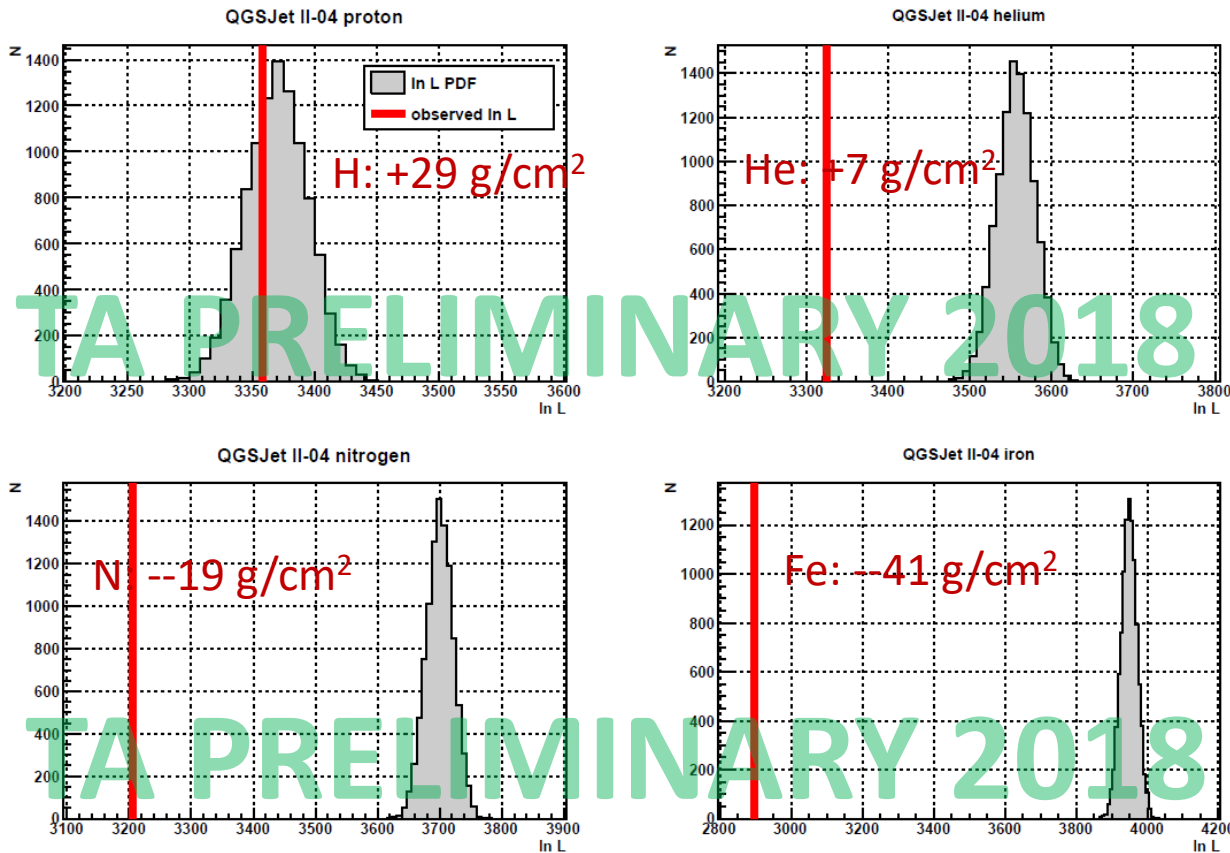 QGSJet II-04 proton
N
1400
1200
1000
800
600
400
200
0
3200 3250 3300 3350 3400 3450 3500 3550 3600
ln L
ln L PDF
observed ln L
H: +29 g/cm²
QGSJet II-04 helium
N
1400
1200
1000
800
600
400
200
0
3200 3300 3400 3500 3600 3700 3800
ln L
He: +7 g/cm²
TA PRELIMINARY 2018
QGSJet II-04 nitrogen
N
1400
1200
1000
800
600
400
200
0
3100 3200 3300 3400 3500 3600 3700 3800 3900
ln L
N: --19 g/cm²
QGSJet II-04 iron
N
1200
1000
800
600
400
200
0
2800 3000 3200 3400 3600 3800 4000 4200
ln L
Fe: --41 g/cm²
TA PRELIMINARY 2018